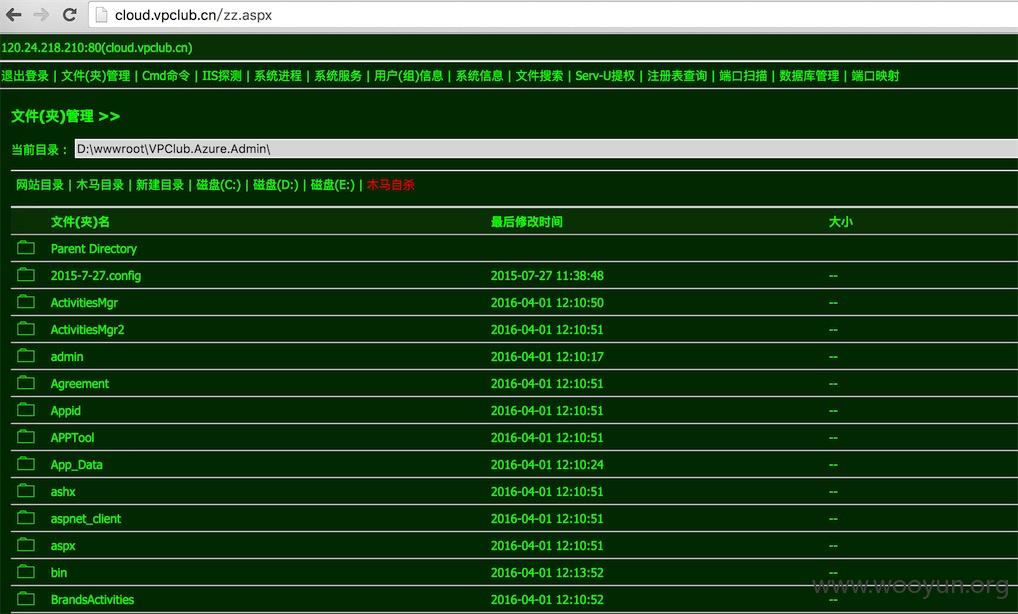 cloud.vpclub.cn/zz.aspx
120.24.218.210:80(cloud.vpclub.cn)
退出登录 | 文件(夹)管理 | Cmd命令 | IIS探测 | 系统进程 | 系统服务 | 用户(组)信息 | 系统信息 | 文件搜索 | Serv-U提权 | 注册表查询 | 端口扫描 | 数据库管理 | 端口映射
文件(夹)管理 >>
当前目录： D:\wwwroot\VPClub.Azure.Admin\
网站目录 | 木马目录 | 新建目录 | 磁盘(C:) | 磁盘(D:) | 磁盘(E:) | 木马自杀
文件(夹)名 最后修改时间 大小
Parent Directory
2015-7-27.config 2015-07-27 11:38:48 --
ActivitiesMgr 2016-04-01 12:10:50 --
ActivitiesMgr2 2016-04-01 12:10:51 --
admin 2016-04-01 12:10:17 --
Agreement 2016-04-01 12:10:51 --
Appid 2016-04-01 12:10:51 --
APPTool 2016-04-01 12:10:51 --
App_Data 2016-04-01 12:10:24 --
ashx 2016-04-01 12:10:51 --
aspnet_client 2016-04-01 12:10:51 --
aspx 2016-04-01 12:10:51 --
bin 2016-04-01 12:13:52 --
www.wooyun.org
BrandsActivities 2016-04-01 12:10:52 --